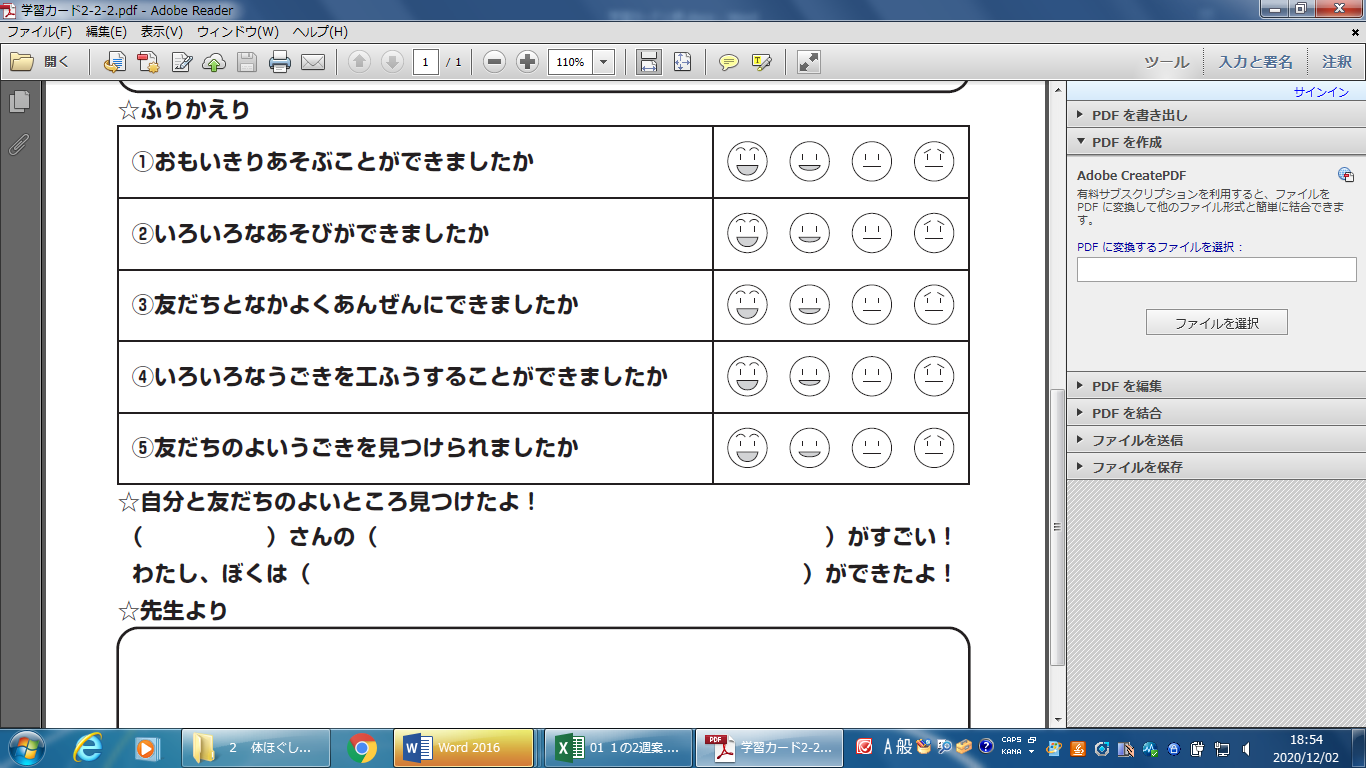 学習カード2-2-2.pdf - Adobe Reader
ファイル(F) 編集(E) 表示(V) ウィンドウ(W) ヘルプ(H)
開く 1 / 1 110% ツール 入力と署名 注釈
サインイン
PDF を書き出し
PDF を作成
Adobe CreatePDF
有料サブスクリプションを利用すると、ファイルを
PDF に変換して他のファイル形式と簡単に結合できま
す。
PDF に変換するファイルを選択：
ファイルを選択
PDF を編集
PDF を結合
ファイルを送信
ファイルを保存
☆ふりかえり
①おもいきりあそぶことができましたか
②いろいろなあそびができましたか
③友だちとなかよくあんぜんにできましたか
④いろいろなうごきを工ふうすることができましたか
⑤友だちのよいうごきを見つけられましたか
☆自分と友だちのよいところ見つけたよ！
（　　　　　）さんの（　　　　　　　　　　　　　　　　　　　　）がすごい！
わたし、ぼくは（　　　　　　　　　　　　　　　　　　　　　　）ができたよ！
☆先生より
2 体ほぐし... Word 2016 01 1の2週案.... 学習カード2-2... A 般 CAPS KANA 18:54
2020/12/02